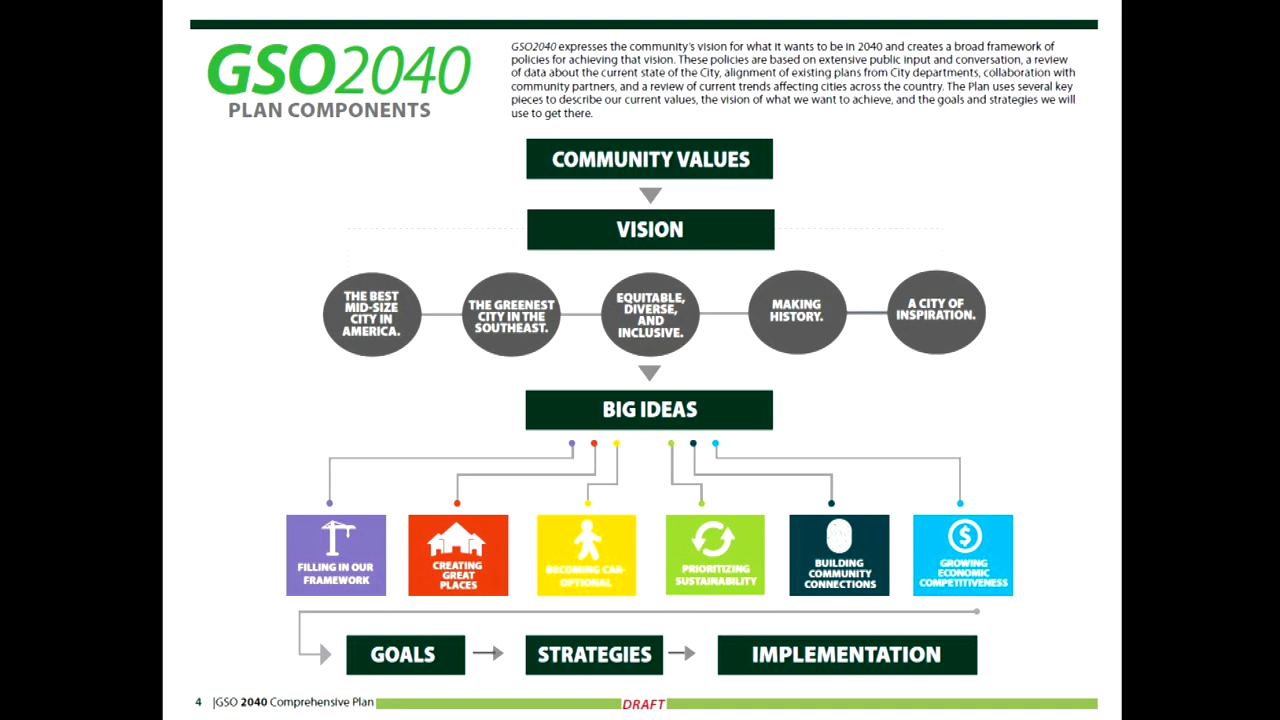 GSO2040
PLAN COMPONENTS
GSO2040 expresses the community's vision for what it wants to be in 2040 and creates a broad framework of
policies for achieving that vision. These policies are based on extensive public input and conversation, a review
of data about the current state of the City, alignment of existing plans from City departments, collaboration with
community partners, and a review of current trends affecting cities across the country. The Plan uses several key
pieces to describe our current values, the vision of what we want to achieve, and the goals and strategies we will
use to get there.
COMMUNITY VALUES
VISION
THE BEST
MID-SIZE
CITY IN
AMERICA.
THE GREENEST
CITY IN THE
SOUTHEAST.
EQUITABLE,
DIVERSE,
AND
INCLUSIVE.
MAKING
HISTORY.
A CITY OF
INSPIRATION.
BIG IDEAS
FILLING IN OUR
FRAMEWORK
CREATING
GREAT
PLACES
BECOMING CAR-
OPTIONAL
PRIORITIZING
SUSTAINABILITY
BUILDING
COMMUNITY
CONNECTIONS
$
GROWING
ECONOMIC
COMPETITIVENESS
GOALS
STRATEGIES
IMPLEMENTATION
4 |GSO 2040 Comprehensive Plan
DRAFT